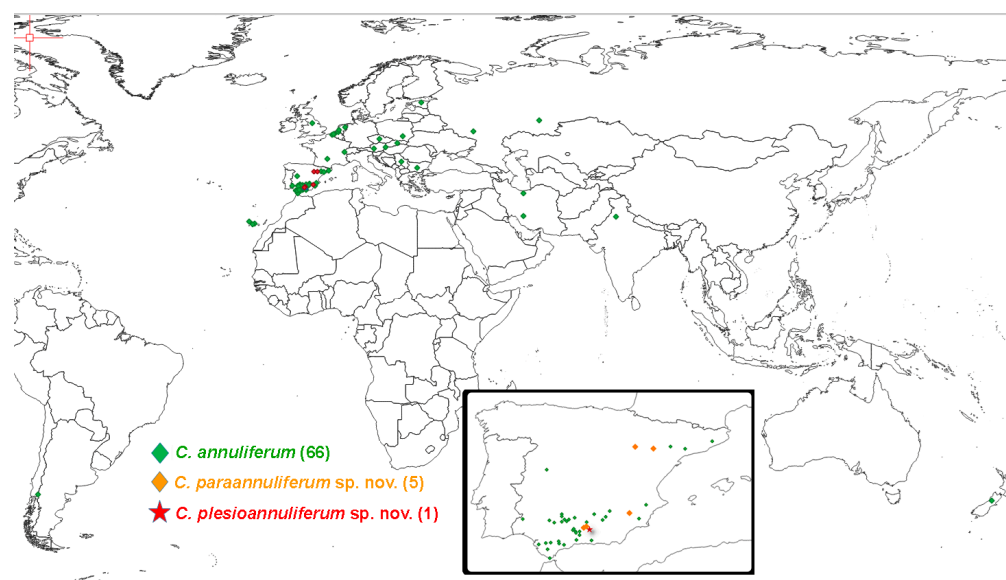 C. annuliferum (66)
C. paraannuliferum sp. nov. (5)
C. plesioannuliferum sp. nov. (1)